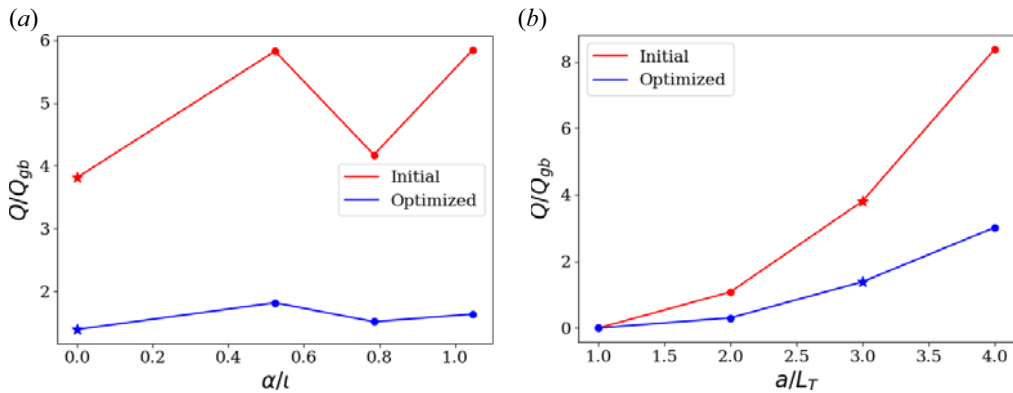 (a)
6
5
4
3
2
Q/Q_gb
Initial
Optimized
0.0 0.2 0.4 0.6 0.8 1.0
α/ι
(b)
8
6
4
2
0
Q/Q_gb
Initial
Optimized
1.0 1.5 2.0 2.5 3.0 3.5 4.0
a/L_T